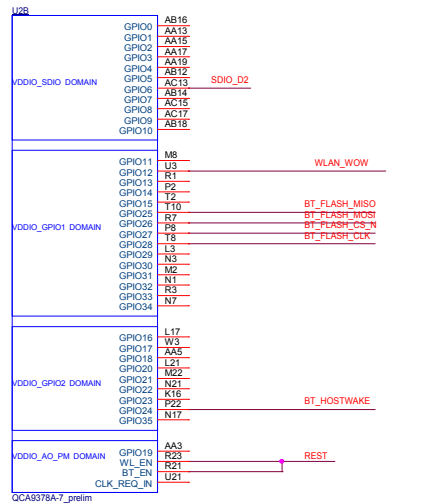 U2B
GPIO0 AB16
GPIO1 AA13
GPIO2 AA15
GPIO3 AA17
GPIO4 AA19
VDDIO_SDIO DOMAIN GPIO5 AB12
GPIO6 AC13 SDIO_D2
GPIO7 AB14
GPIO8 AC15
GPIO9 AC17
GPIO10 AB18
GPIO11 M8
GPIO12 U3 WLAN_WOW
GPIO13 R1
GPIO14 P2
GPIO15 T2
GPIO25 T10 BT_FLASH_MISO
VDDIO_GPIO1 DOMAIN GPIO26 R7 BT_FLASH_MOSI
GPIO27 P8 BT_FLASH_CS_N
GPIO28 T8 BT_FLASH_CLK
GPIO29 L3
GPIO30 N3
GPIO31 M2
GPIO32 N1
GPIO33 R3
GPIO34 N7
GPIO16 L17
GPIO17 W3
GPIO18 AA5
GPIO20 L21
VDDIO_GPIO2 DOMAIN GPIO21 M22
GPIO22 N21
GPIO23 K16
GPIO24 P22 BT_HOSTWAKE
GPIO35 N17
VDDIO_AO_PM DOMAIN GPIO19 AA3
WL_EN R23 REST
BT_EN R21
CLK_REQ_IN U21
QCA9378A-7_prelim